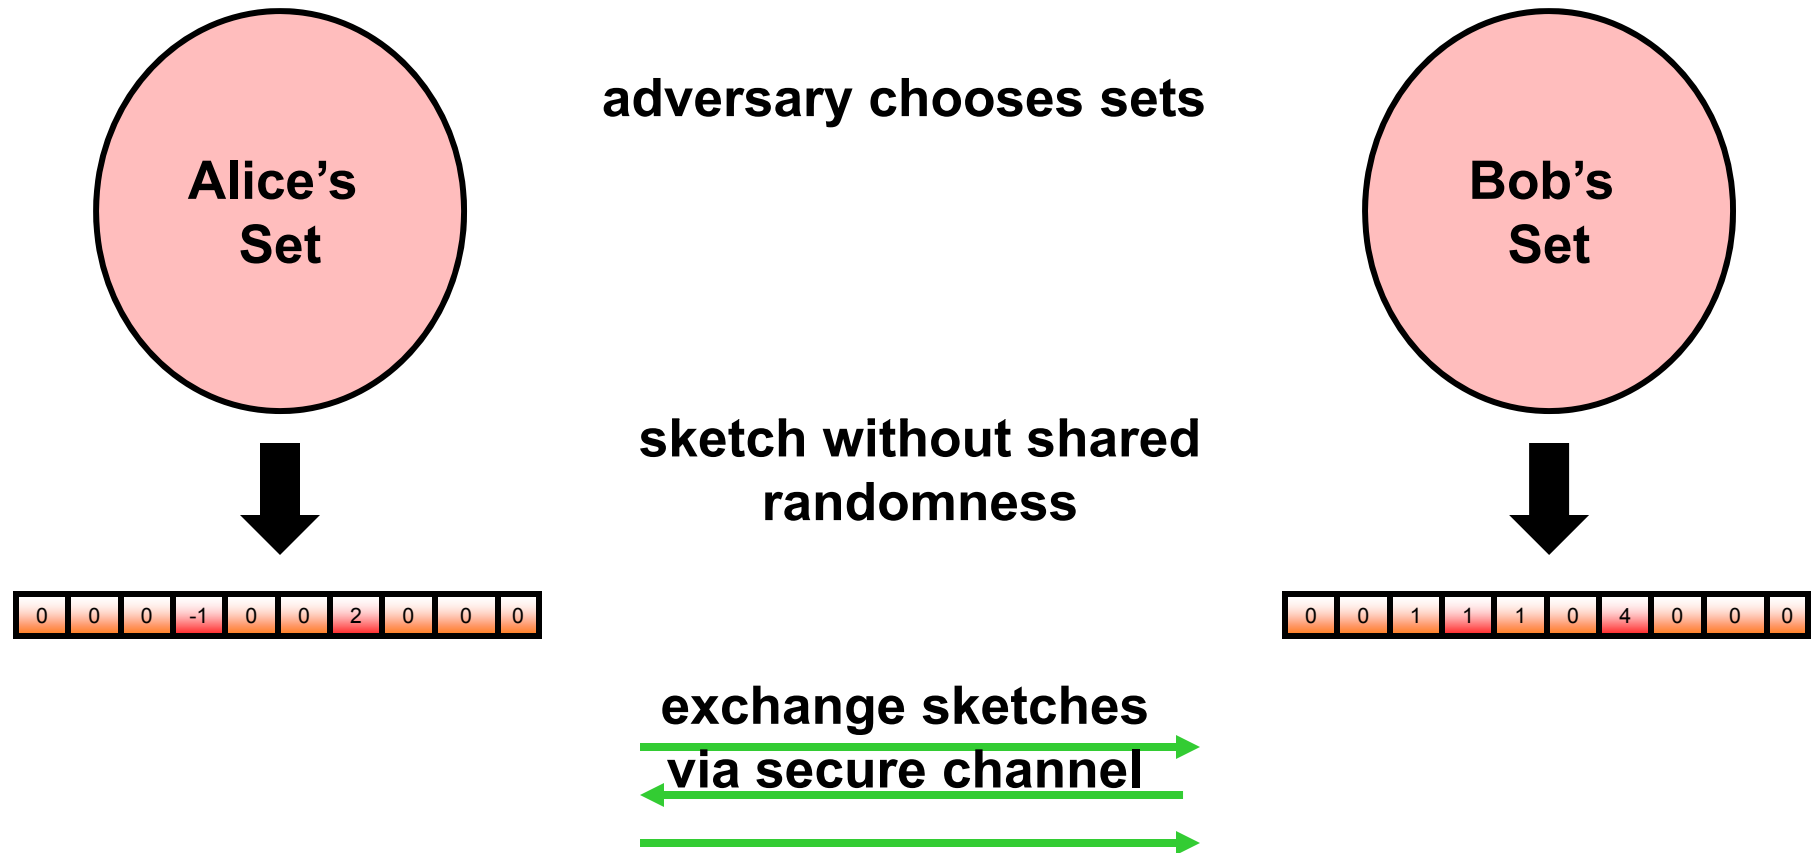 adversary chooses sets
Alice’s
Set
Bob’s
Set
sketch without shared
randomness
0 0 0 -1 0 0 2 0 0 0
0 0 1 1 1 0 4 0 0 0
exchange sketches
via secure channel